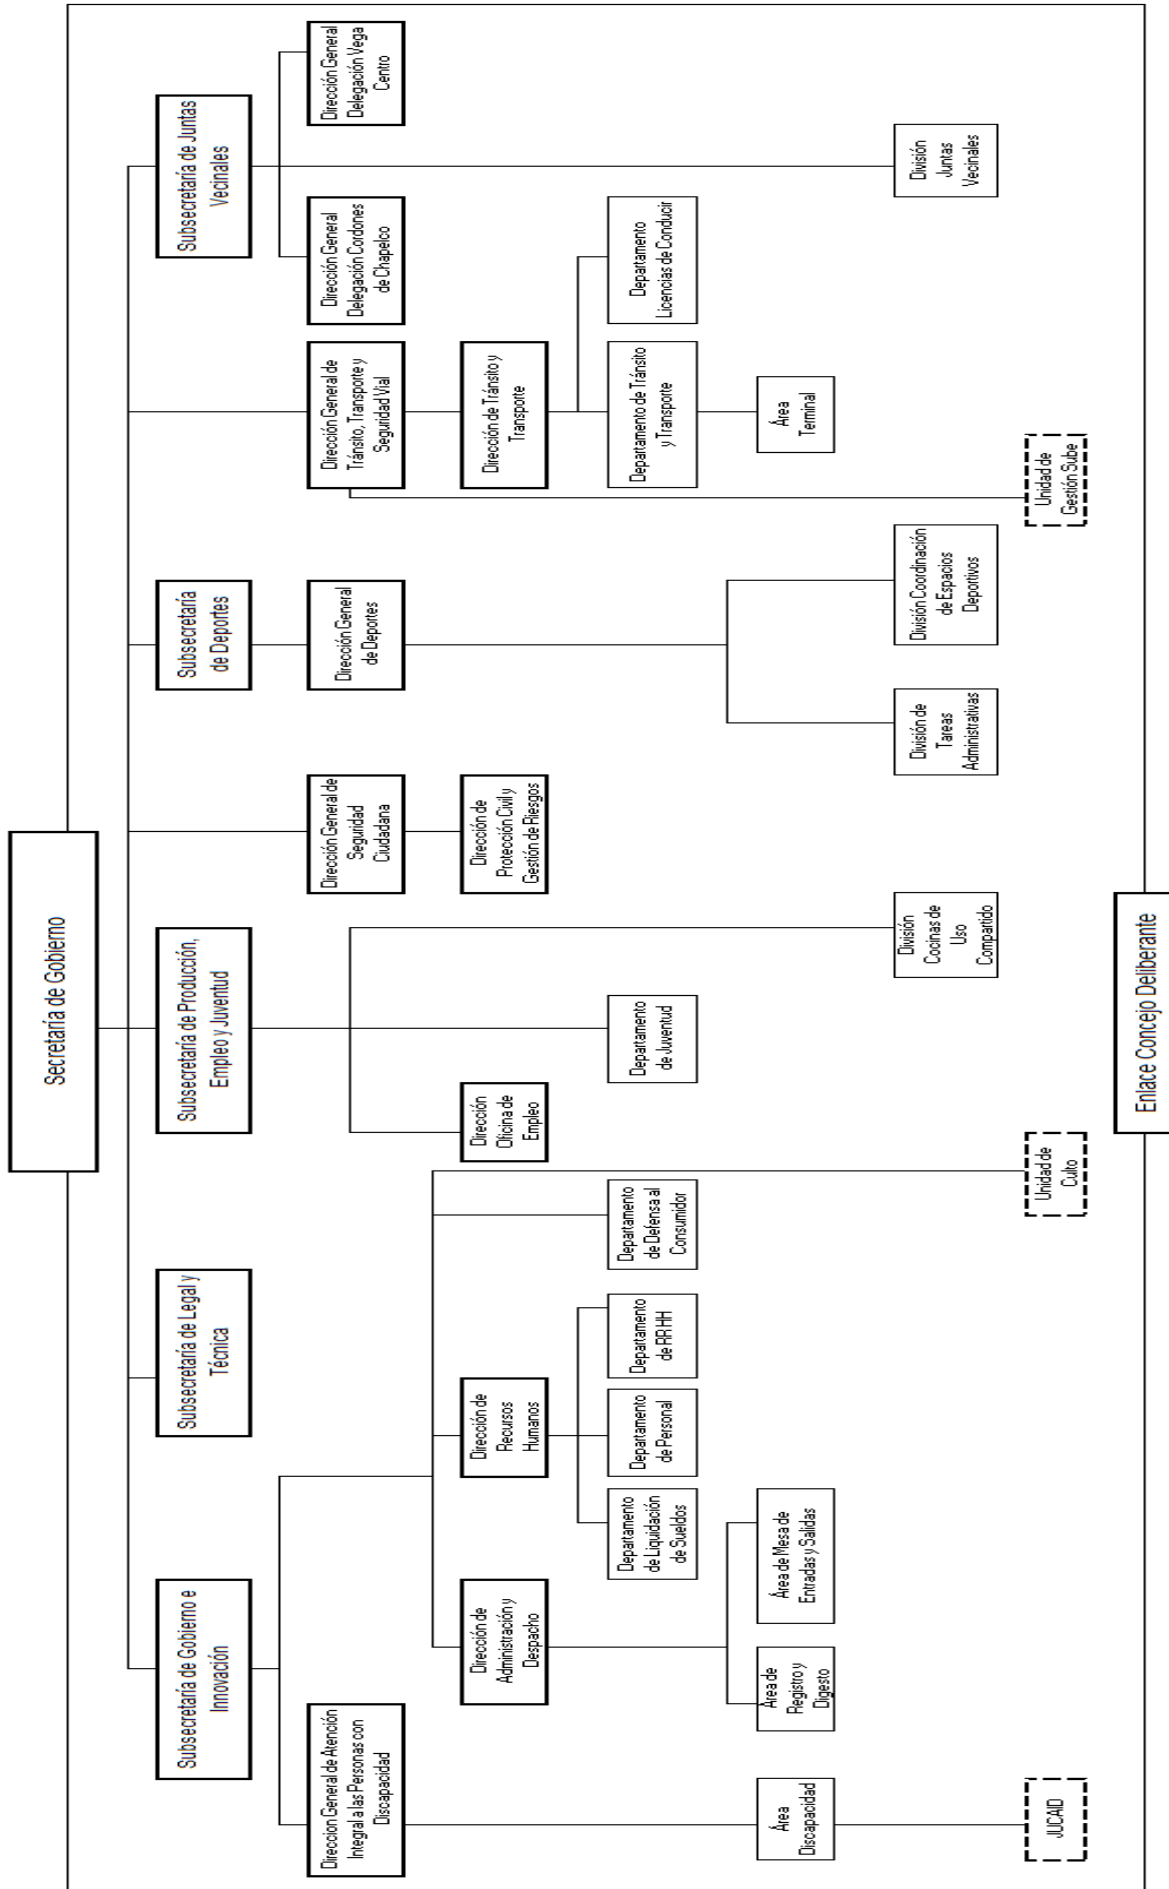 Secretaría de Gobierno
Subsecretaría de Gobierno e
Innovación
Subsecretaría de Legal y
Técnica
Subsecretaría de Producción,
Empleo y Juventud
Subsecretaría
de Deportes
Subsecretaría de Juntas
Vecinales
Direccion General de Atención
Integral a las Personas con
Discapacidad
Dirección General de
Seguridad
Ciudadana
Dirección General
de Deportes
Dirección General de
Tránsito, Transporte y
Seguridad Vial
Dirección General
Delegación Cordones
de Chapelco
Dirección General
Delegación Vega
Centro
Dirección de
Administración y
Despacho
Dirección de
Recursos
Humanos
Dirección
Oficina de
Empleo
Dirección de
Protección Civil y
Gestión de Riesgos
Dirección de Tránsito y
Transporte
Departamento
de Liquidación
de Sueldos
Departamento
de Personal
Departamento
de RRHH
Departamento
de Defensa al
Consumidor
Departamento
de Juventud
Departamento de Tránsito
y Transporte
Departamento
Licencias de Conducir
Área
Discapacidad
Área de
Registro y
Digesto
Área de Mesa de
Entradas y Salidas
Área
Terminal
División
Cocinas de
Uso
Compartido
División de
Tareas
Administrativas
División Coordinación
de Espacios
Deportivos
División
Juntas
Vecinales
JUCAID
Unidad de
Culto
Unidad de
Gestión Sube
Enlace Concejo Deliberante